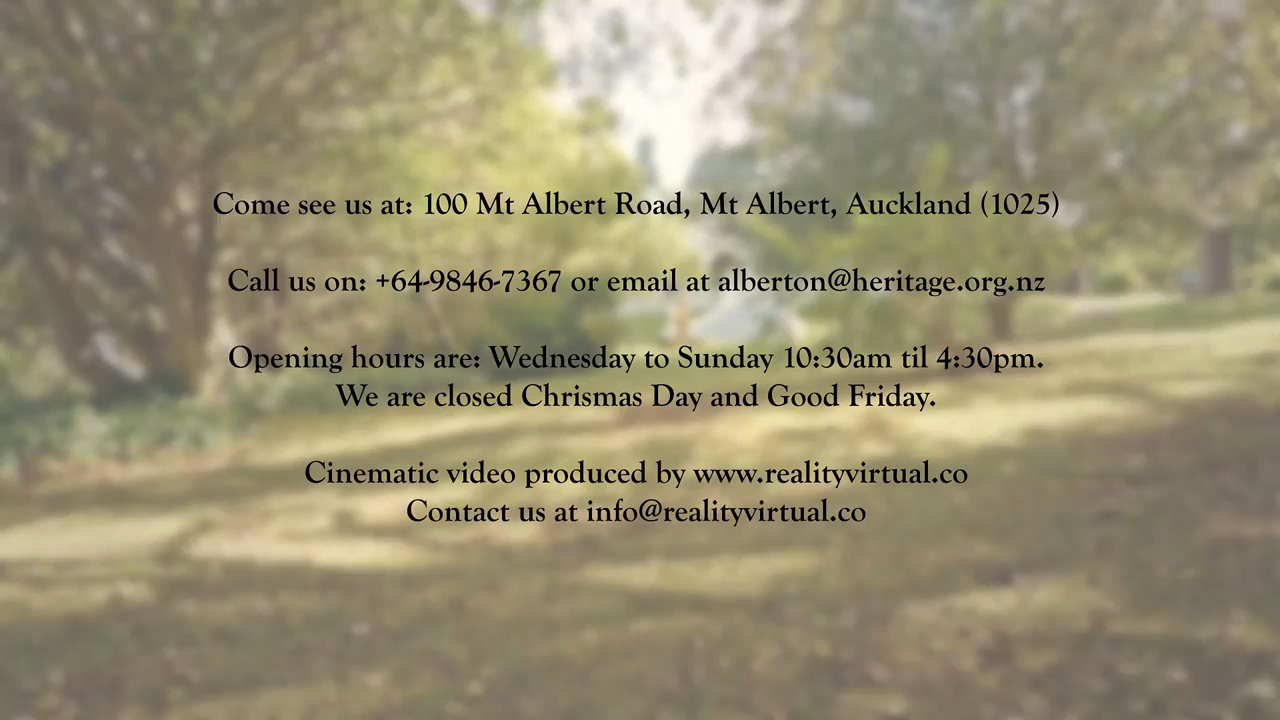 Come see us at: 100 Mt Albert Road, Mt Albert, Auckland (1025)
Call us on: +64-9846-7367 or email at alberton@heritage.org.nz
Opening hours are: Wednesday to Sunday 10:30am til 4:30pm.
We are closed Chrismas Day and Good Friday.
Cinematic video produced by www.realityvirtual.co
Contact us at info@realityvirtual.co